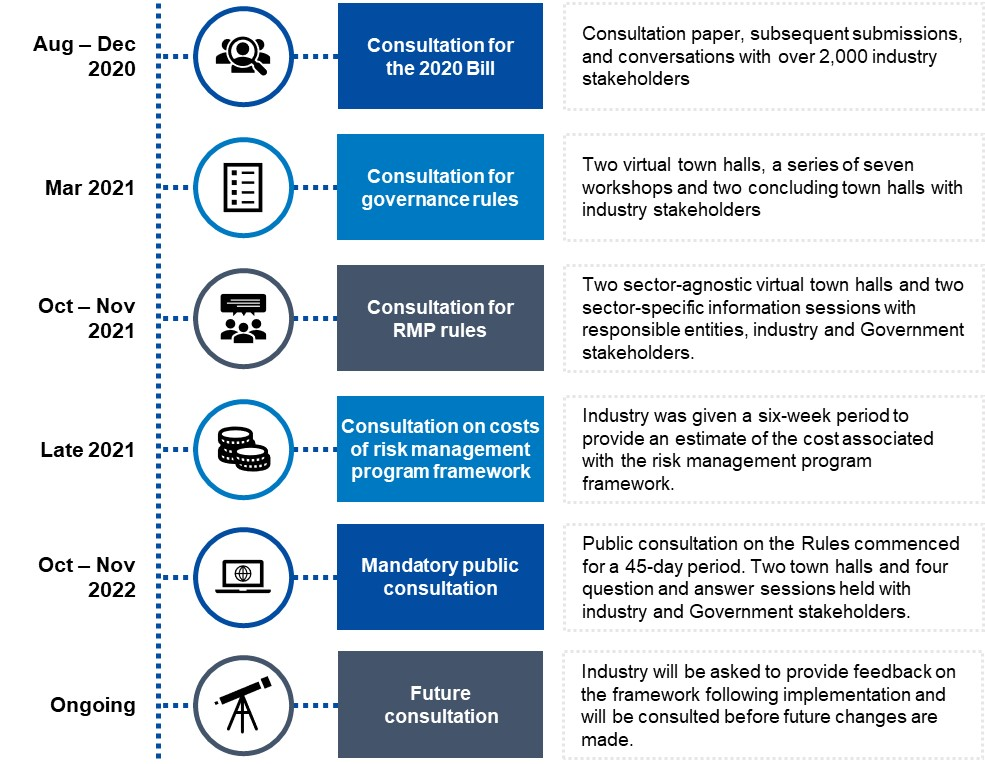 Aug – Dec
2020
Consultation for
the 2020 Bill
Consultation paper, subsequent submissions,
and conversations with over 2,000 industry
stakeholders
Mar 2021
Consultation for
governance rules
Two virtual town halls, a series of seven
workshops and two concluding town halls with
industry stakeholders
Oct – Nov
2021
Consultation for
RMP rules
Two sector-agnostic virtual town halls and two
sector-specific information sessions with
responsible entities, industry and Government
stakeholders.
Late 2021
Consultation on costs
of risk management
program framework
Industry was given a six-week period to
provide an estimate of the cost associated
with the risk management program
framework.
Oct – Nov
2022
Mandatory public
consultation
Public consultation on the Rules commenced
for a 45-day period. Two town halls and four
question and answer sessions held with
industry and Government stakeholders.
Ongoing
Future
consultation
Industry will be asked to provide feedback on
the framework following implementation and
will be consulted before future changes are
made.